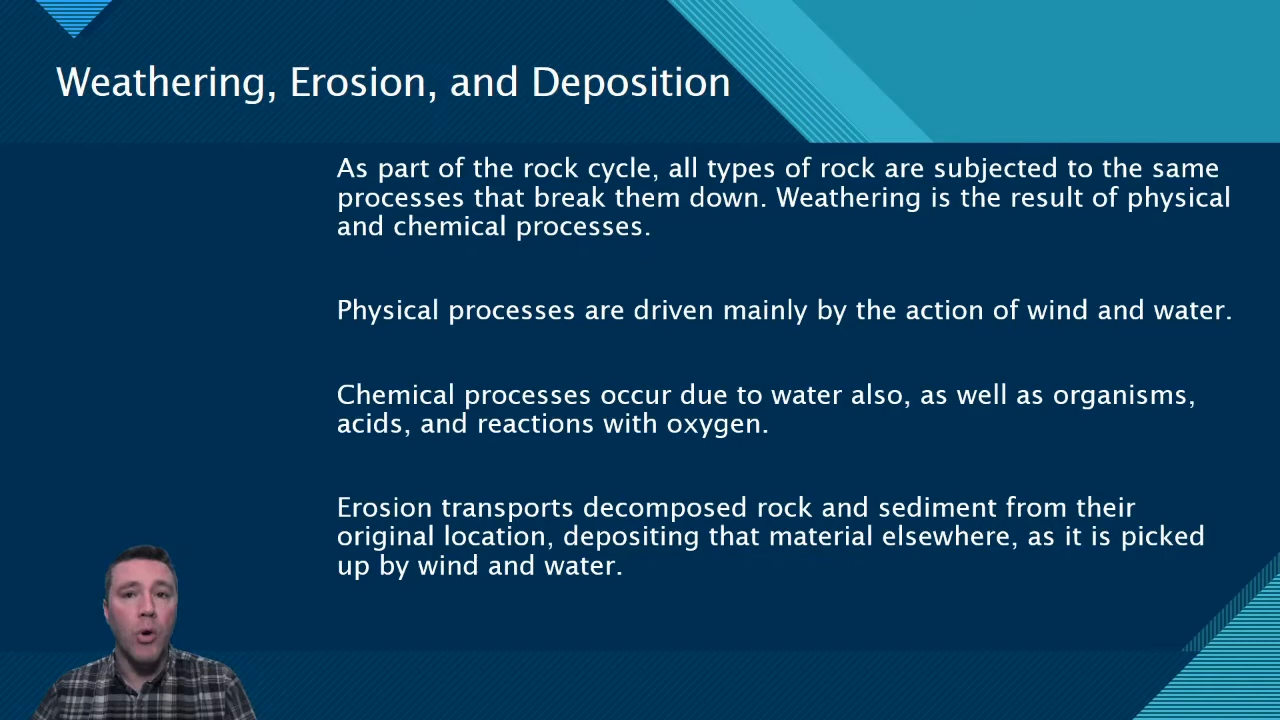 Weathering, Erosion, and Deposition
As part of the rock cycle, all types of rock are subjected to the same
processes that break them down. Weathering is the result of physical
and chemical processes.
Physical processes are driven mainly by the action of wind and water.
Chemical processes occur due to water also, as well as organisms,
acids, and reactions with oxygen.
Erosion transports decomposed rock and sediment from their
original location, depositing that material elsewhere, as it is picked
up by wind and water.